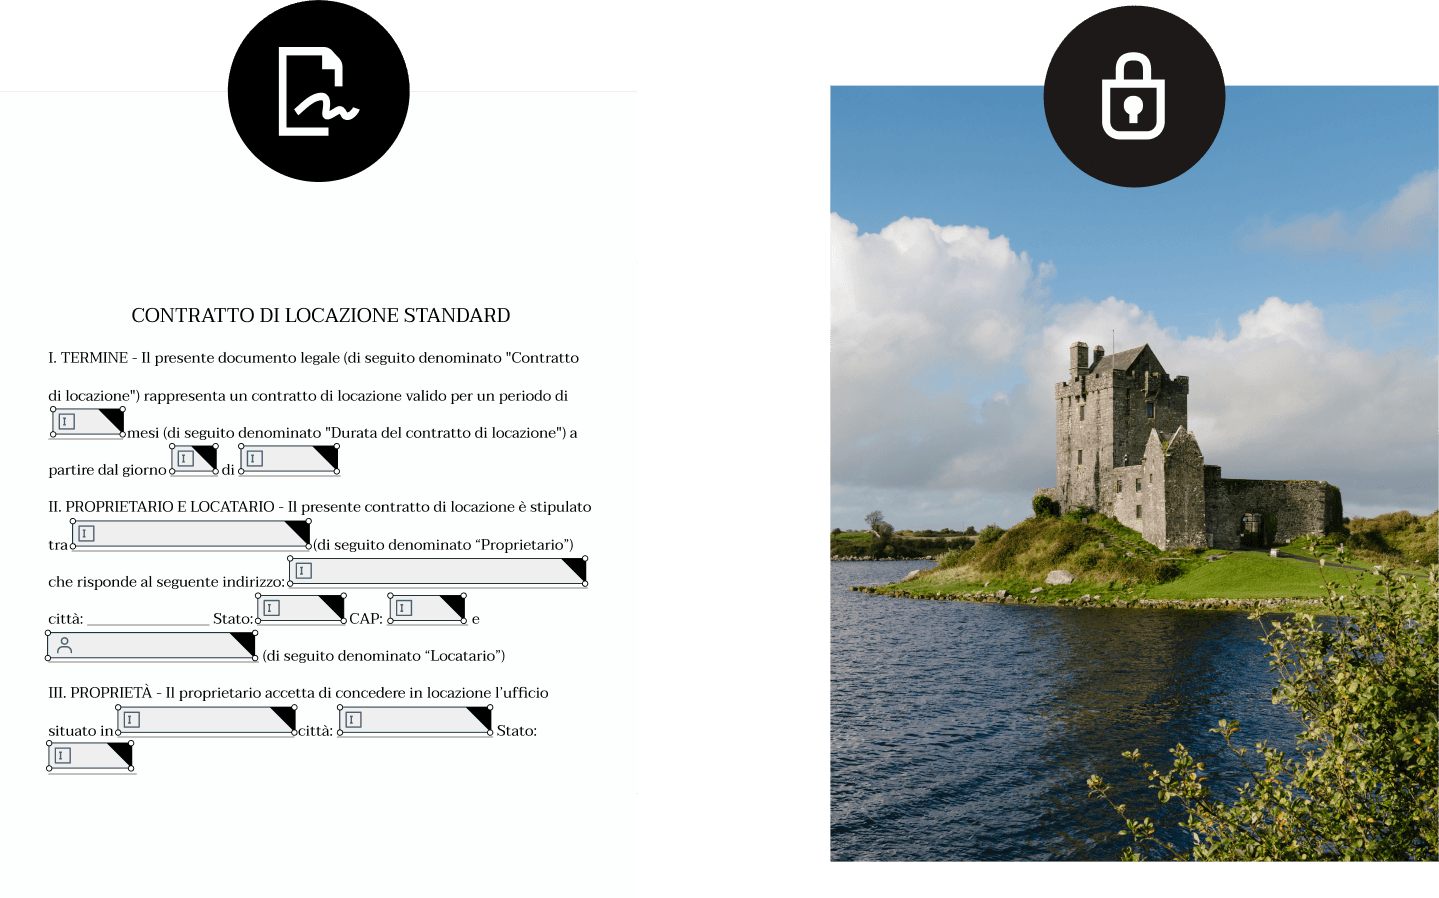 CONTRATTO DI LOCAZIONE STANDARD
I. TERMINE - Il presente documento legale (di seguito denominato "Contratto
di locazione") rappresenta un contratto di locazione valido per un periodo di
mesi (di seguito denominato "Durata del contratto di locazione") a
partire dal giorno di
II. PROPRIETARIO E LOCATARIO - Il presente contratto di locazione è stipulato
tra (di seguito denominato “Proprietario”)
che risponde al seguente indirizzo:
città: ________________ Stato: CAP: e
(di seguito denominato “Locatario”)
III. PROPRIETÀ - Il proprietario accetta di concedere in locazione l’ufficio
situato in città: Stato: